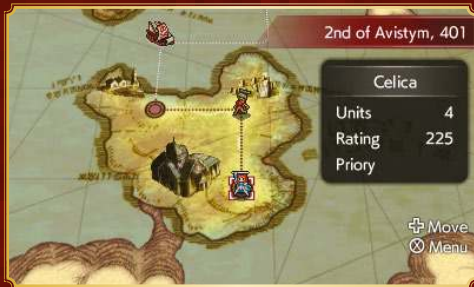 2nd of Avistym, 401
Celica
Units 4
Rating 225
Priory
Move
Ⓧ Menu